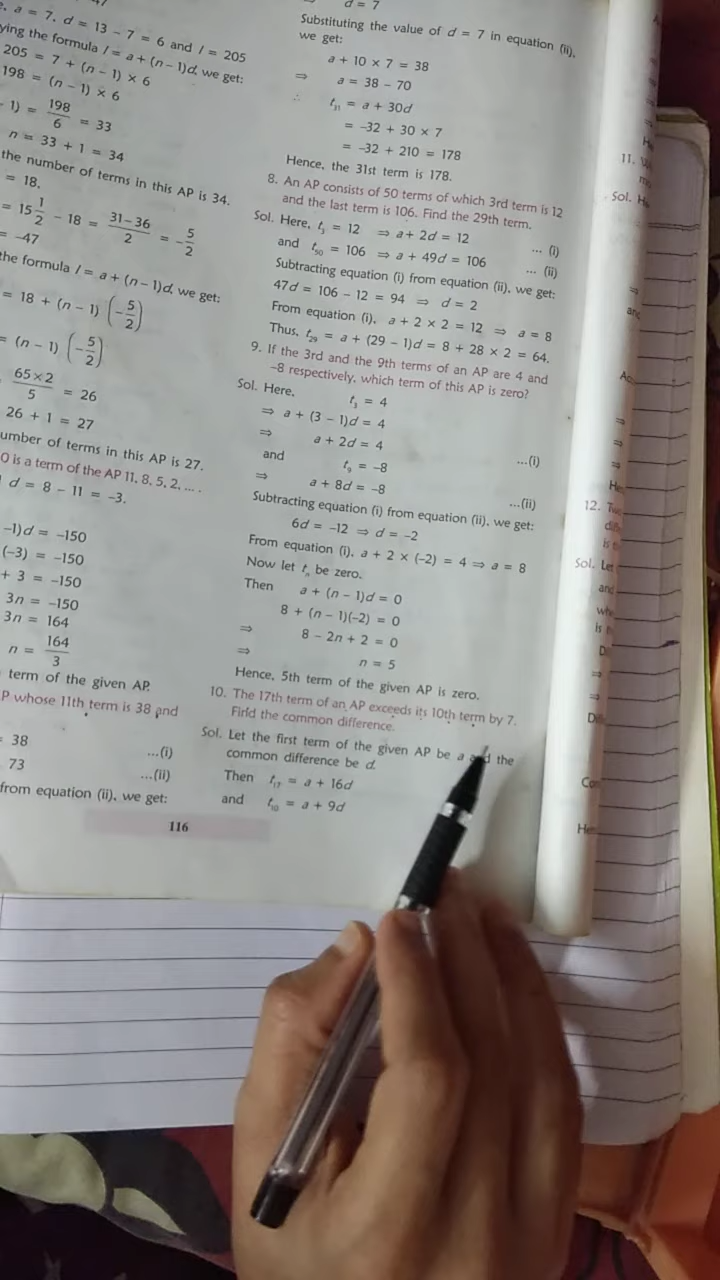 a = 7, d = 13 – 7 = 6 and l = 205
ying the formula l = a + (n – 1)d, we get:
205 = 7 + (n – 1) × 6
198 = (n – 1) × 6
– 1) = 198/6 = 33
n = 33 + 1 = 34
the number of terms in this AP is 34.
= 18,
= 15 1/2 – 18 = 31–36/2 = –5/2
= –47
the formula l = a + (n – 1)d, we get:
= 18 + (n – 1) (–5/2)
= (n – 1) (–5/2)
65×2/5 = 26
26 + 1 = 27
umber of terms in this AP is 27.
0 is a term of the AP 11, 8, 5, 2, ... .
d = 8 – 11 = –3.
–1)d = –150
(–3) = –150
+ 3 = –150
3n = –150
3n = 164
n = 164/3
term of the given AP.
P whose 11th term is 38 and
38 ...(i)
73 ...(ii)
from equation (ii), we get:
116
d = 7
Substituting the value of d = 7 in equation (ii),
we get:
a + 10 × 7 = 38
⇒ a = 38 – 70
∴ t₃₁ = a + 30d
= –32 + 30 × 7
= –32 + 210 = 178
Hence, the 31st term is 178.
8. An AP consists of 50 terms of which 3rd term is 12
and the last term is 106. Find the 29th term.
Sol. Here, t₃ = 12 ⇒ a + 2d = 12 ... (i)
and t₅₀ = 106 ⇒ a + 49d = 106 ... (ii)
Subtracting equation (i) from equation (ii), we get:
47d = 106 – 12 = 94 ⇒ d = 2
From equation (i), a + 2 × 2 = 12 ⇒ a = 8
Thus, t₂₉ = a + (29 – 1)d = 8 + 28 × 2 = 64.
9. If the 3rd and the 9th terms of an AP are 4 and
–8 respectively, which term of this AP is zero?
Sol. Here, t₃ = 4
⇒ a + (3 – 1)d = 4
⇒ a + 2d = 4 ...(i)
and t₉ = –8
⇒ a + 8d = –8 ...(ii)
Subtracting equation (i) from equation (ii), we get:
6d = –12 ⇒ d = –2
From equation (i), a + 2 × (–2) = 4 ⇒ a = 8
Now let tₙ be zero.
Then a + (n – 1)d = 0
8 + (n – 1)(–2) = 0
⇒ 8 – 2n + 2 = 0
⇒ n = 5
Hence, 5th term of the given AP is zero.
10. The 17th term of an AP exceeds its 10th term by 7.
Find the common difference.
Sol. Let the first term of the given AP be a and the
common difference be d.
Then t₁₇ = a + 16d
and t₁₀ = a + 9d
11.
Sol.
12.
Sol. Let
and
is